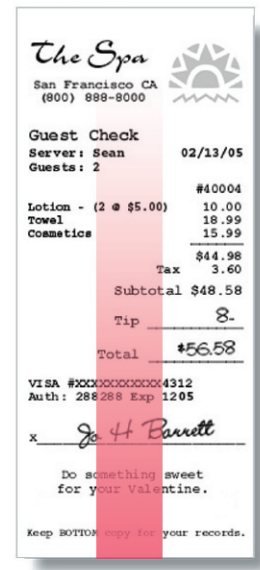 The Spa
San Francisco CA
(800) 888-8000
Guest Check
Server: Sean 02/13/05
Guests: 2
#40004
Lotion - (2 @ $5.00) 10.00
Towel 18.99
Cosmetics 15.99
$44.98
Tax 3.60
Subtotal $48.58
Tip 8-
Total $56.58
VISA #XXXXXXXXXXXX4312
Auth: 288288 Exp 1205
x Jo H Barrett
Do something sweet
for your Valentine.
Keep BOTTOM copy for your records.